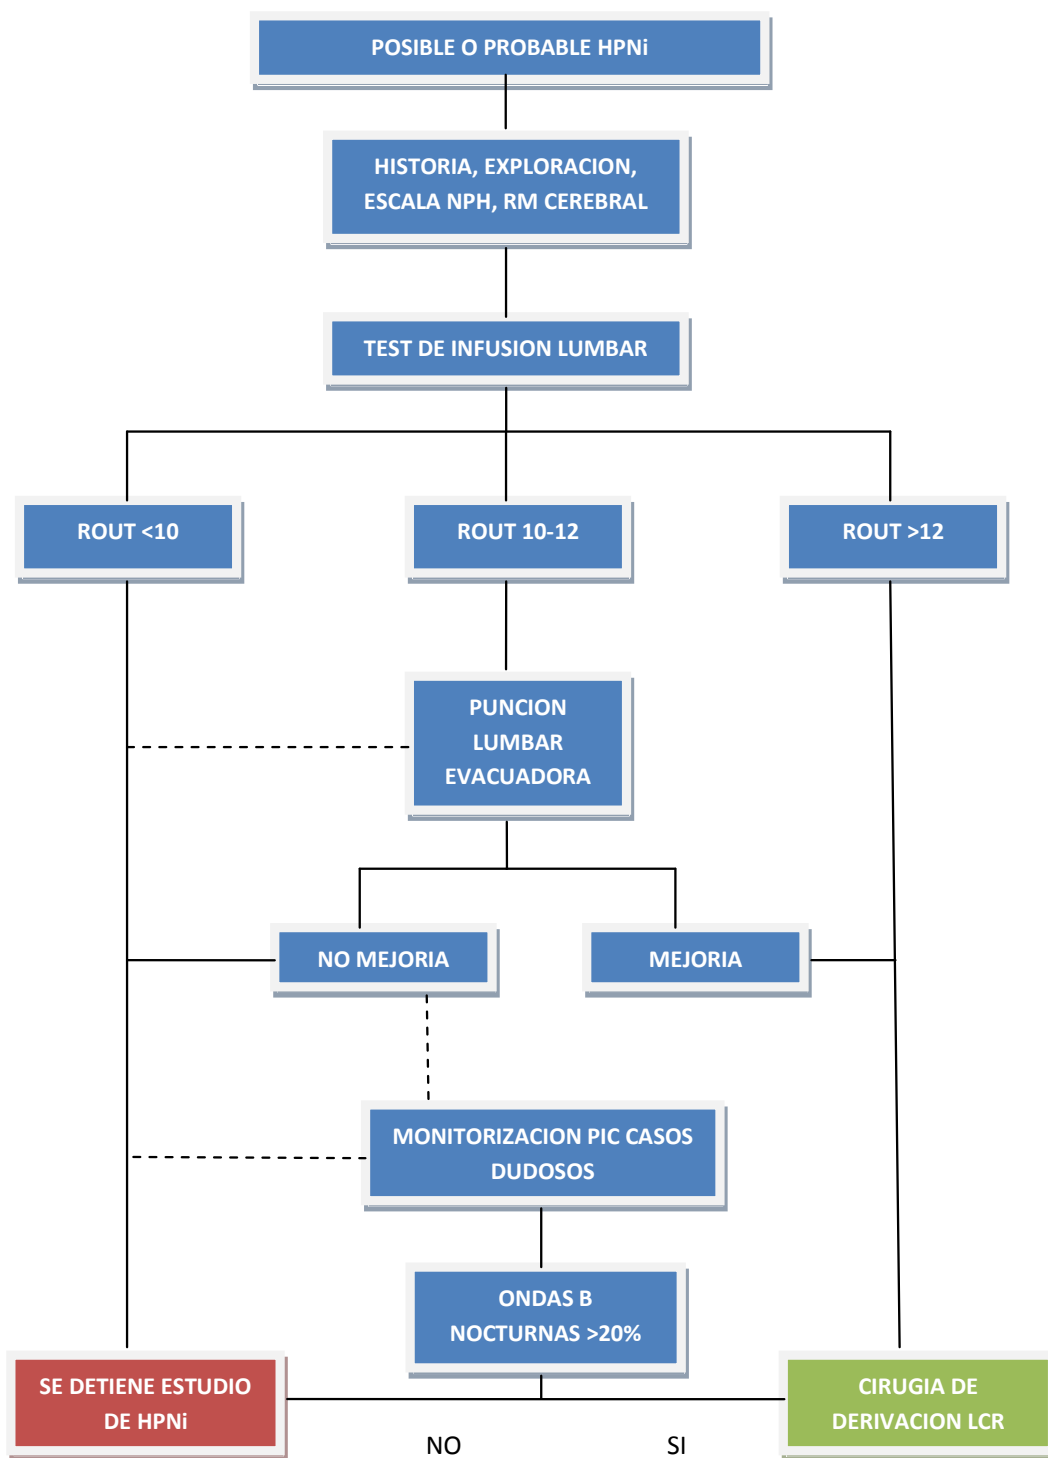 POSIBLE O PROBABLE HPNi
HISTORIA, EXPLORACION,
ESCALA NPH, RM CEREBRAL
TEST DE INFUSION LUMBAR
ROUT <10
ROUT 10-12
ROUT >12
PUNCION
LUMBAR
EVACUADORA
NO MEJORIA
MEJORIA
MONITORIZACION PIC CASOS
DUDOSOS
ONDAS B
NOCTURNAS >20%
SE DETIENE ESTUDIO
DE HPNi
CIRUGIA DE
DERIVACION LCR
NO
SI